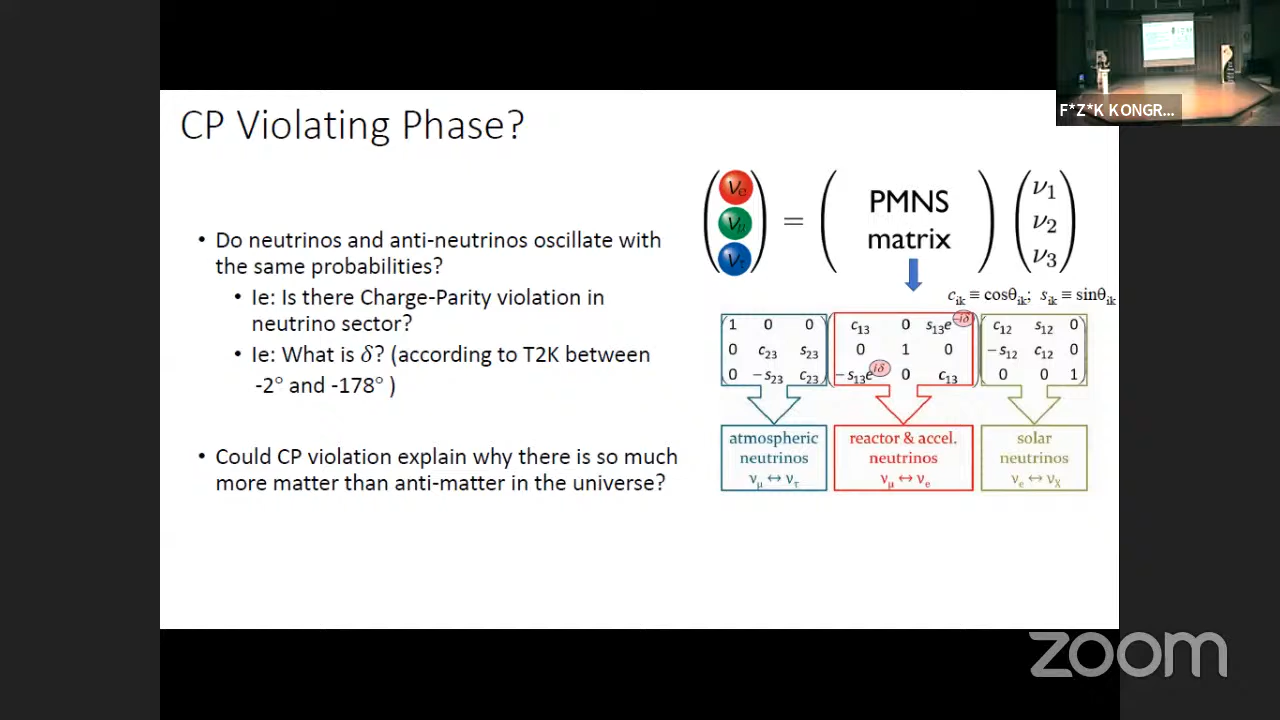 F*Z*K KONGR...
CP Violating Phase?
• Do neutrinos and anti-neutrinos oscillate with
the same probabilities?
• Ie: Is there Charge-Parity violation in
neutrino sector?
• Ie: What is δ? (according to T2K between
-2° and -178° )
• Could CP violation explain why there is so much
more matter than anti-matter in the universe?
νe
νμ
ντ
=
PMNS
matrix
ν1
ν2
ν3
cik ≡ cosθik; sik ≡ sinθik
1 0 0
0 c23 s23
0 −s23 c23
c13 0 s13e−iδ
0 1 0
−s13eiδ 0 c13
c12 s12 0
−s12 c12 0
0 0 1
atmospheric
neutrinos
νμ ↔ ντ
reactor & accel.
neutrinos
νμ ↔ νe
solar
neutrinos
νe ↔ νX
zoom